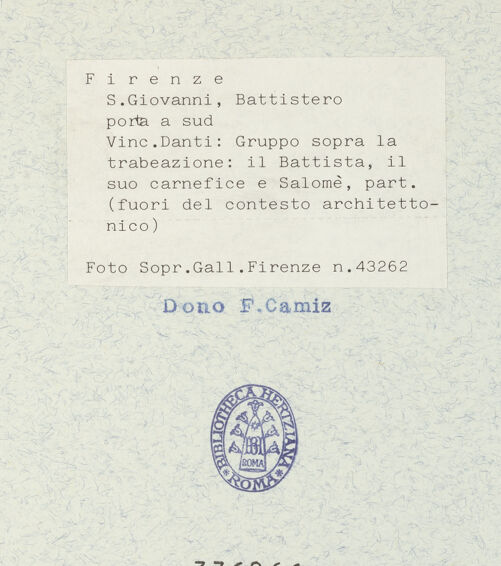 F i r e n z e
S.Giovanni, Battistero
porta a sud
Vinc.Danti: Gruppo sopra la
trabeazione: il Battista, il
suo carnefice e Salomè, part.
(fuori del contesto architetto-
nico)
Foto Sopr.Gall.Firenze n.43262
Dono F.Camiz
BIBLIOTHECA HERTZIANA
ROMA
ROMA